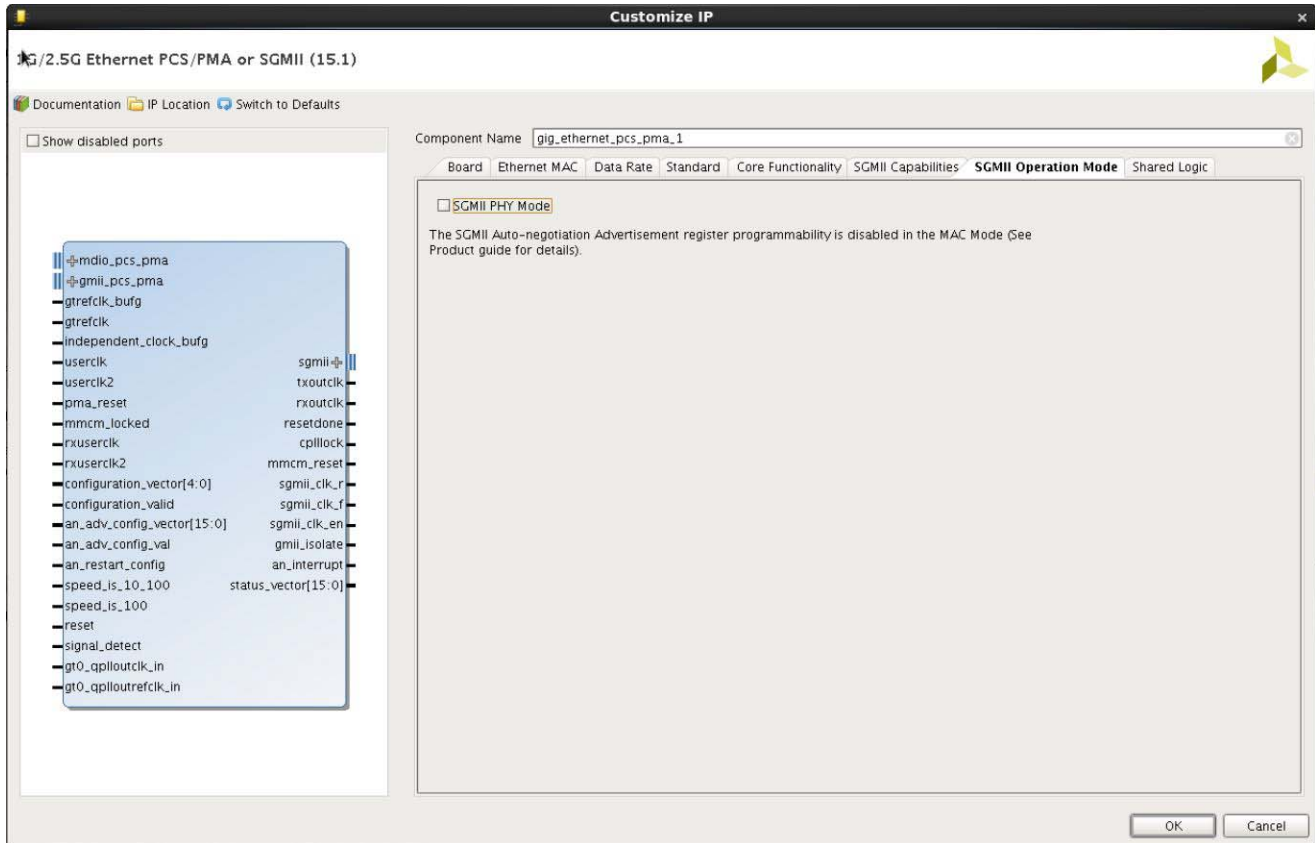 Customize IP
1G/2.5G Ethernet PCS/PMA or SGMII (15.1)
Documentation IP Location Switch to Defaults
Show disabled ports
mdio_pcs_pma
gmii_pcs_pma
gtrefclk_bufg
gtrefclk
independent_clock_bufg
userclk
userclk2
pma_reset
mmcm_locked
rxuserclk
rxuserclk2
configuration_vector[4:0]
configuration_valid
an_adv_config_vector[15:0]
an_adv_config_val
an_restart_config
speed_is_10_100
speed_is_100
reset
signal_detect
gt0_qplloutclk_in
gt0_qplloutrefclk_in
sgmii
txoutclk
rxoutclk
resetdone
cplllock
mmcm_reset
sgmii_clk_r
sgmii_clk_f
sgmii_clk_en
gmii_isolate
an_interrupt
status_vector[15:0]
Component Name gig_ethernet_pcs_pma_1
Board Ethernet MAC Data Rate Standard Core Functionality SGMII Capabilities SGMII Operation Mode Shared Logic
SGMII PHY Mode
The SGMII Auto-negotiation Advertisement register programmability is disabled in the MAC Mode (See
Product guide for details).
OK Cancel